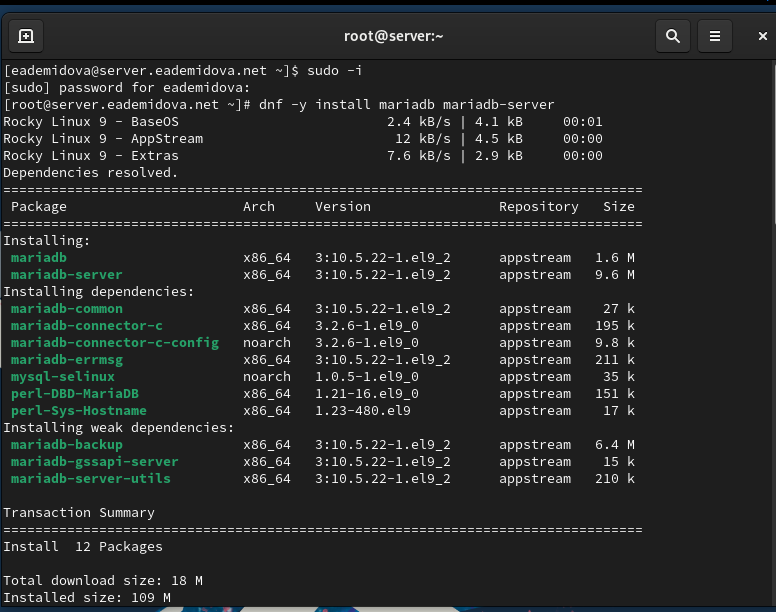 root@server:~
[eademidova@server.eademidova.net ~]$ sudo -i
[sudo] password for eademidova:
[root@server.eademidova.net ~]# dnf -y install mariadb mariadb-server
Rocky Linux 9 - BaseOS                          2.4 kB/s | 4.1 kB     00:01
Rocky Linux 9 - AppStream                        12 kB/s | 4.5 kB     00:00
Rocky Linux 9 - Extras                          7.6 kB/s | 2.9 kB     00:00
Dependencies resolved.
================================================================================
 Package                      Arch     Version                Repository   Size
================================================================================
Installing:
 mariadb                      x86_64   3:10.5.22-1.el9_2      appstream   1.6 M
 mariadb-server               x86_64   3:10.5.22-1.el9_2      appstream   9.6 M
Installing dependencies:
 mariadb-common               x86_64   3:10.5.22-1.el9_2      appstream    27 k
 mariadb-connector-c          x86_64   3.2.6-1.el9_0          appstream   195 k
 mariadb-connector-c-config   noarch   3.2.6-1.el9_0          appstream   9.8 k
 mariadb-errmsg               x86_64   3:10.5.22-1.el9_2      appstream   211 k
 mysql-selinux                noarch   1.0.5-1.el9_0          appstream    35 k
 perl-DBD-MariaDB             x86_64   1.21-16.el9_0          appstream   151 k
 perl-Sys-Hostname            x86_64   1.23-480.el9           appstream    17 k
Installing weak dependencies:
 mariadb-backup               x86_64   3:10.5.22-1.el9_2      appstream   6.4 M
 mariadb-gssapi-server        x86_64   3:10.5.22-1.el9_2      appstream    15 k
 mariadb-server-utils         x86_64   3:10.5.22-1.el9_2      appstream   210 k
Transaction Summary
================================================================================
Install  12 Packages
Total download size: 18 M
Installed size: 109 M